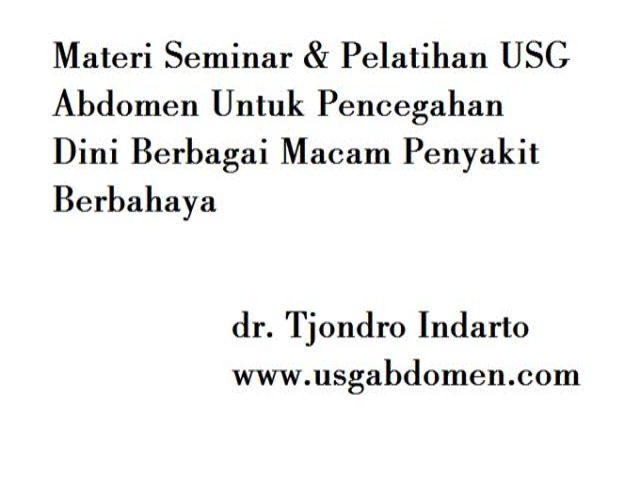 Materi Seminar & Pelatihan USG
Abdomen Untuk Pencegahan
Dini Berbagai Macam Penyakit
Berbahaya
dr. Tjondro Indarto
www.usgabdomen.com